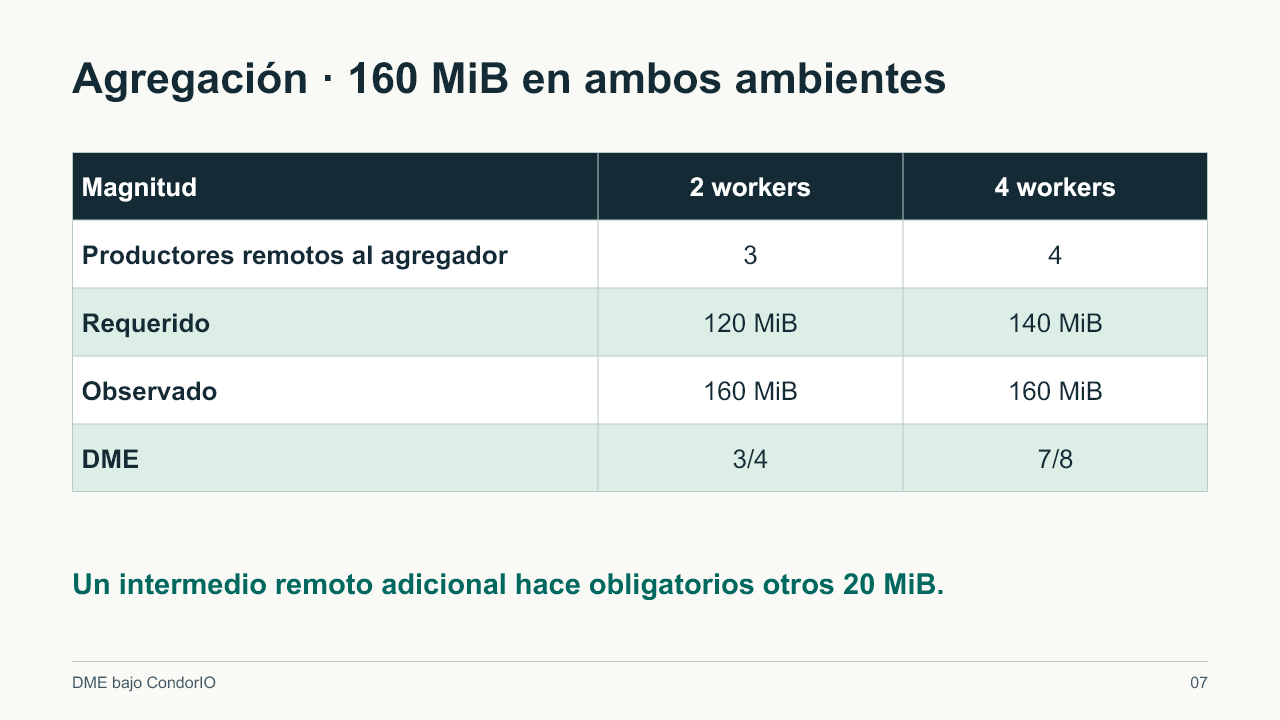 Agregación · 160 MiB en ambos ambientes
Magnitud 2 workers 4 workers
Productores remotos al agregador 3 4
Requerido 120 MiB 140 MiB
Observado 160 MiB 160 MiB
DME 3/4 7/8
Un intermedio remoto adicional hace obligatorios otros 20 MiB.
DME bajo CondorIO 07